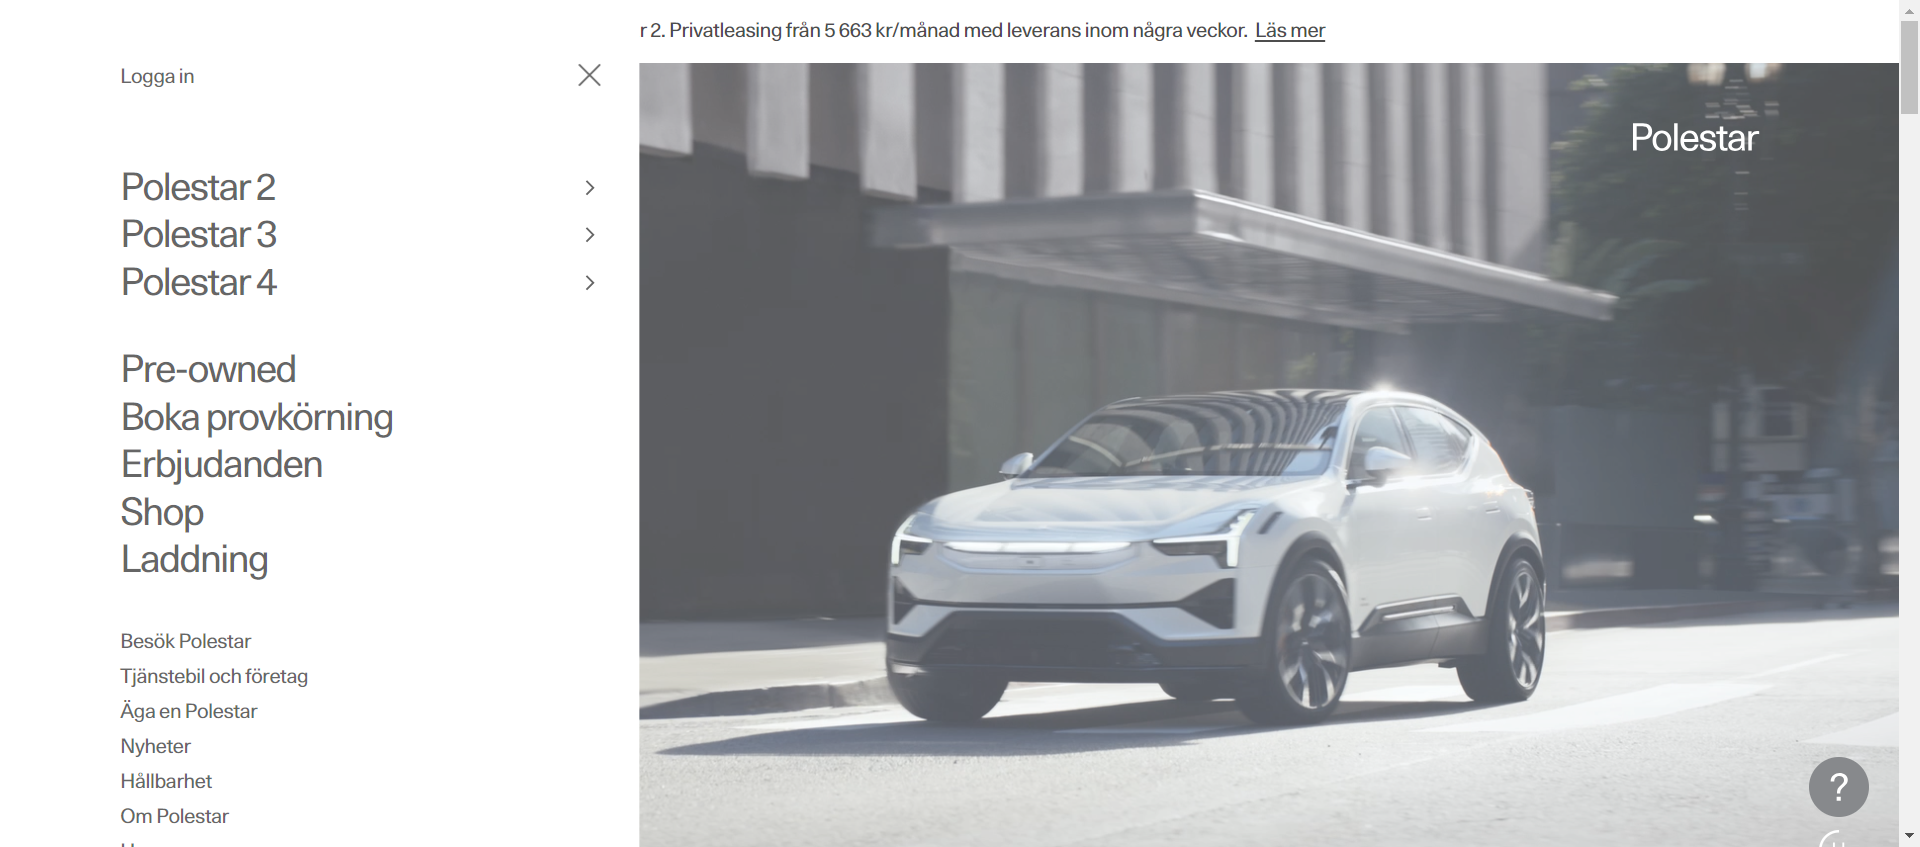 r 2. Privatleasing från 5 663 kr/månad med leverans inom några veckor. Läs mer
Logga in
Polestar
Polestar 2
Polestar 3
Polestar 4
Pre-owned
Boka provkörning
Erbjudanden
Shop
Laddning
Besök Polestar
Tjänstebil och företag
Äga en Polestar
Nyheter
Hållbarhet
Om Polestar
?